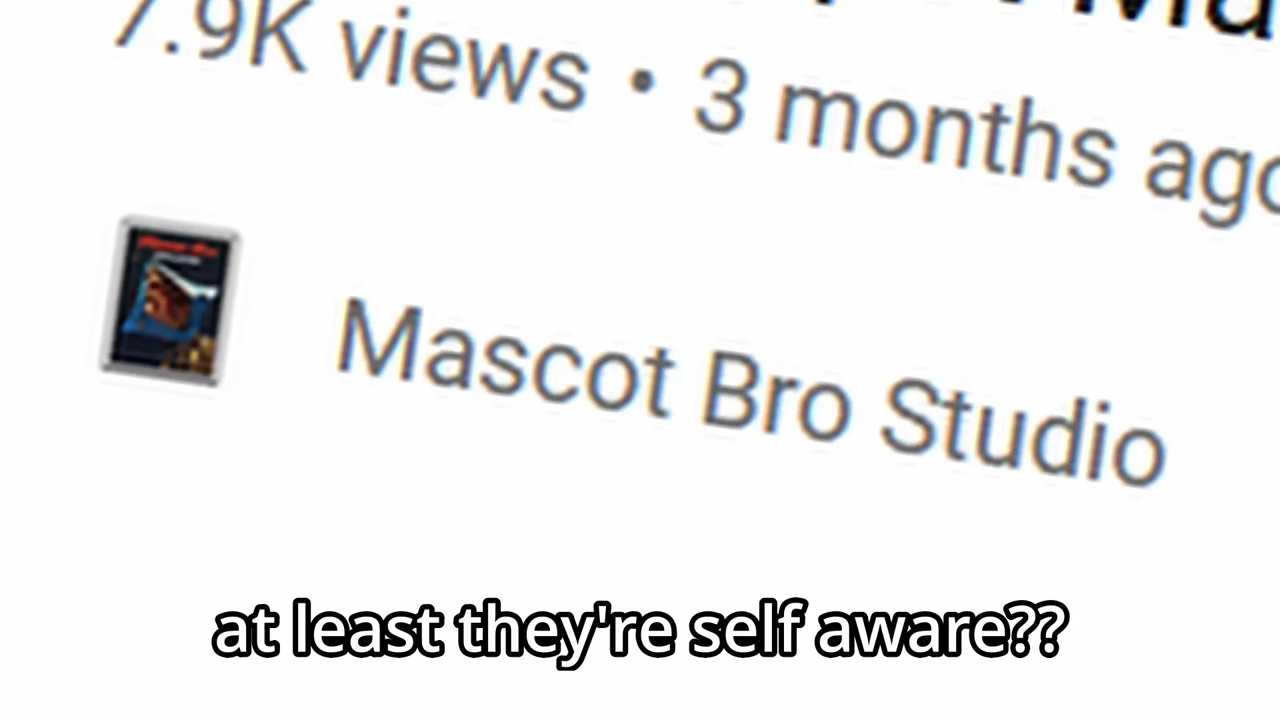 7.9K views • 3 months ago
Mascot Bro Studio
at least they're self aware??